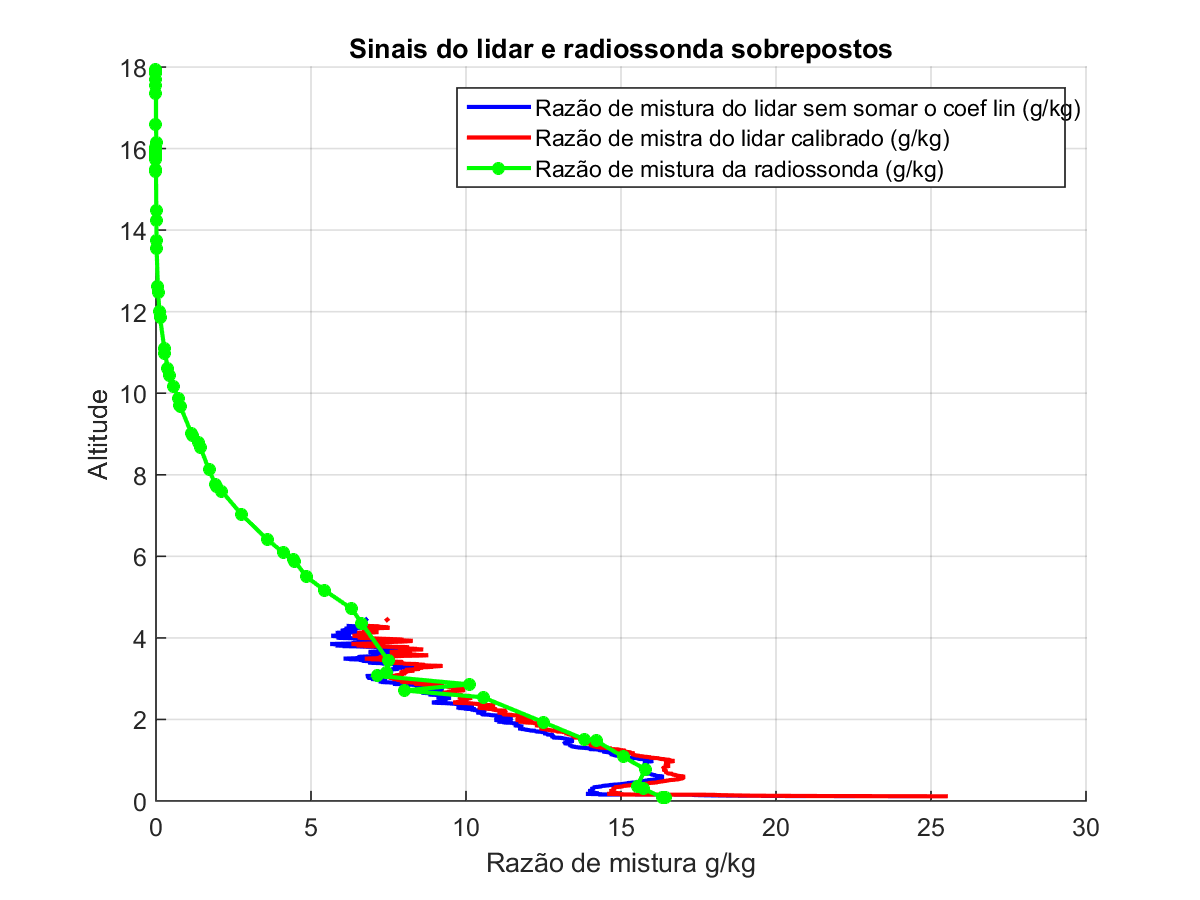 Sinais do lidar e radiossonda sobrepostos
18
16
14
12
10
8
6
4
2
0
Altitude
Razão de mistura do lidar sem somar o coef lin (g/kg)
Razão de mistra do lidar calibrado (g/kg)
Razão de mistura da radiossonda (g/kg)
0 5 10 15 20 25 30
Razão de mistura g/kg